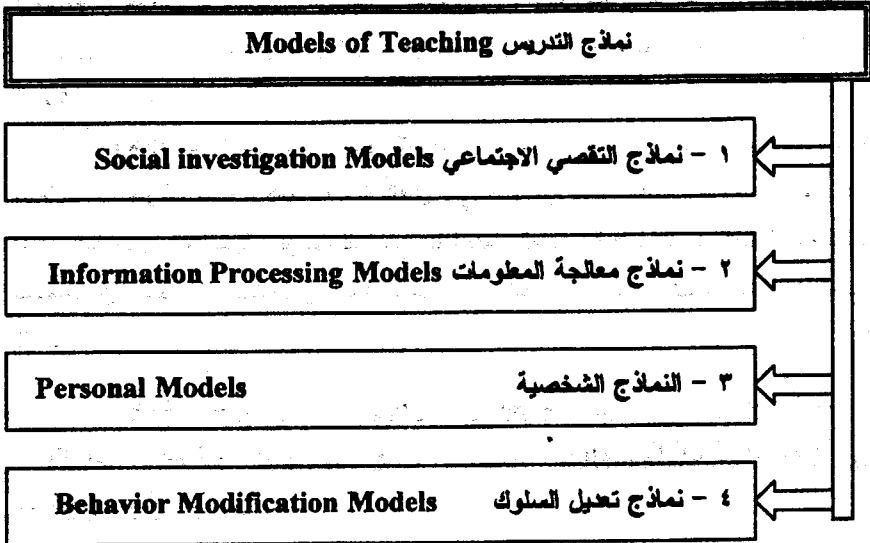 نماذج التدريس Models of Teaching
١ - نماذج التقصي الاجتماعي Social investigation Models
٢ - نماذج معالجة المعلومات Information Processing Models
٣ - النماذج الشخصية Personal Models
٤ - نماذج تعديل السلوك Behavior Modification Models